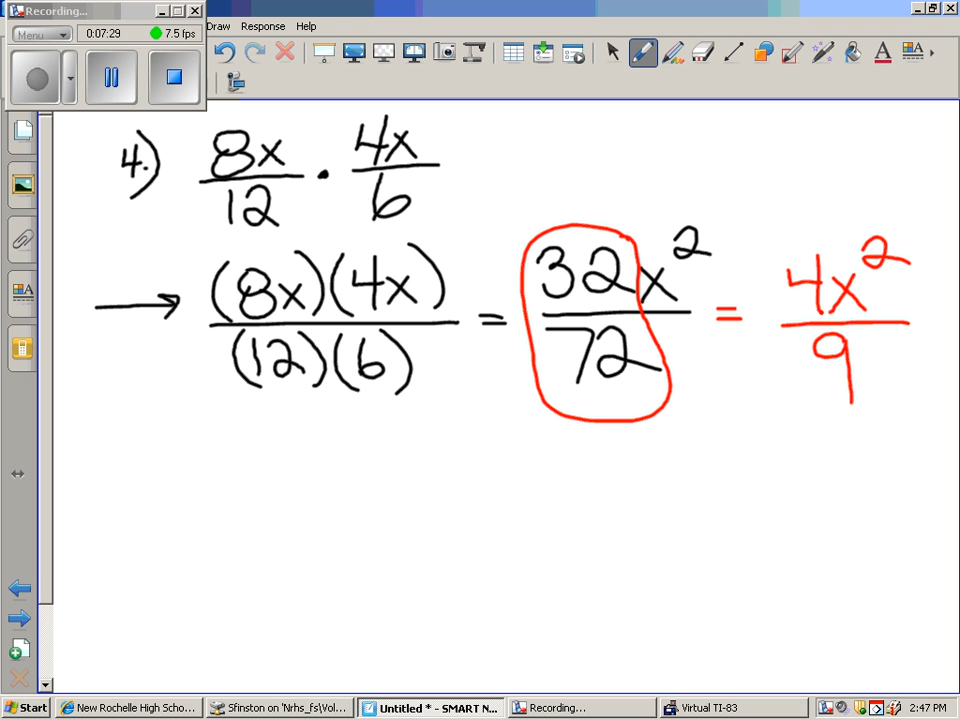 Recording...
Menu 0:07:29 7.5 fps
Draw Response Help
4.) 8x/12 · 4x/6
→ (8x)(4x)/(12)(6) = 32x²/72 = 4x²/9
Start New Rochelle High Scho... Sfinston on 'Nrhs_fs\Vol... Untitled * - SMART N... Recording... Virtual TI-83 2:47 PM